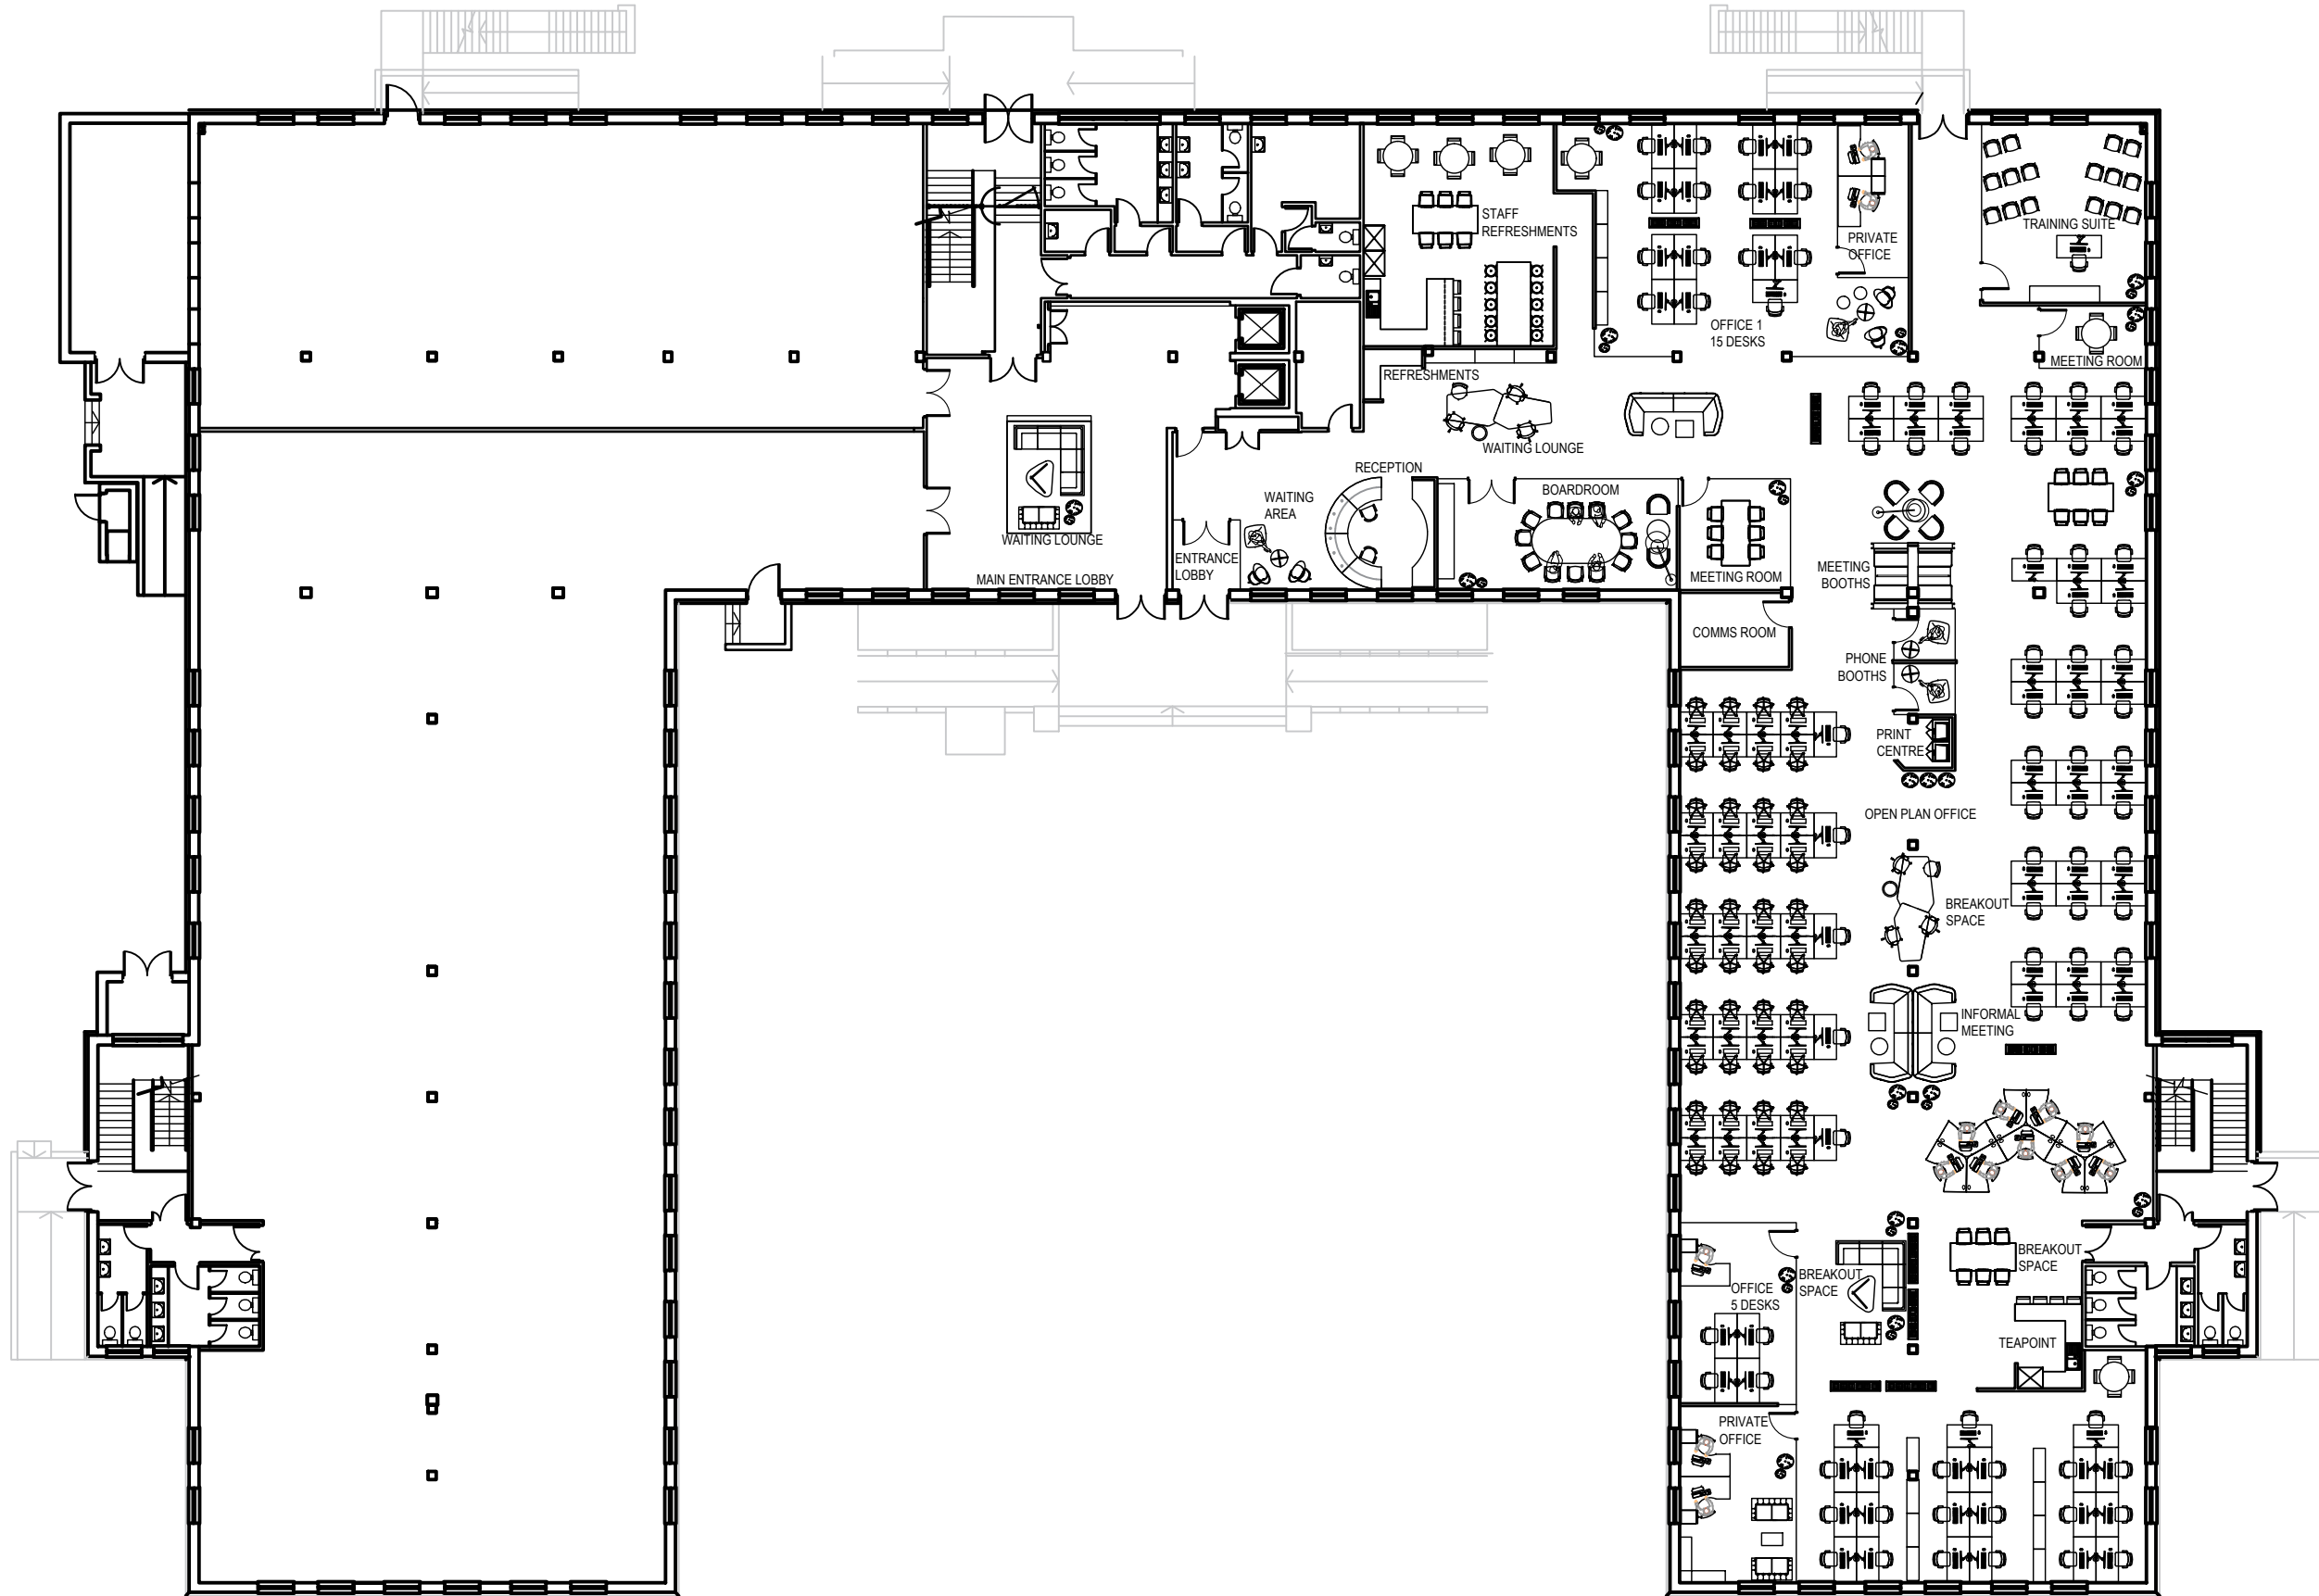 STAFF
REFRESHMENTS
PRIVATE
OFFICE
TRAINING SUITE
OFFICE 1
15 DESKS
MEETING ROOM
REFRESHMENTS
WAITING LOUNGE
RECEPTION
BOARDROOM
WAITING
AREA
WAITING LOUNGE
ENTRANCE
LOBBY
MAIN ENTRANCE LOBBY
MEETING ROOM
MEETING
BOOTHS
COMMS ROOM
PHONE
BOOTHS
PRINT
CENTRE
OPEN PLAN OFFICE
BREAKOUT
SPACE
INFORMAL
MEETING
BREAKOUT
SPACE
OFFICE
5 DESKS
BREAKOUT
SPACE
TEAPOINT
PRIVATE
OFFICE